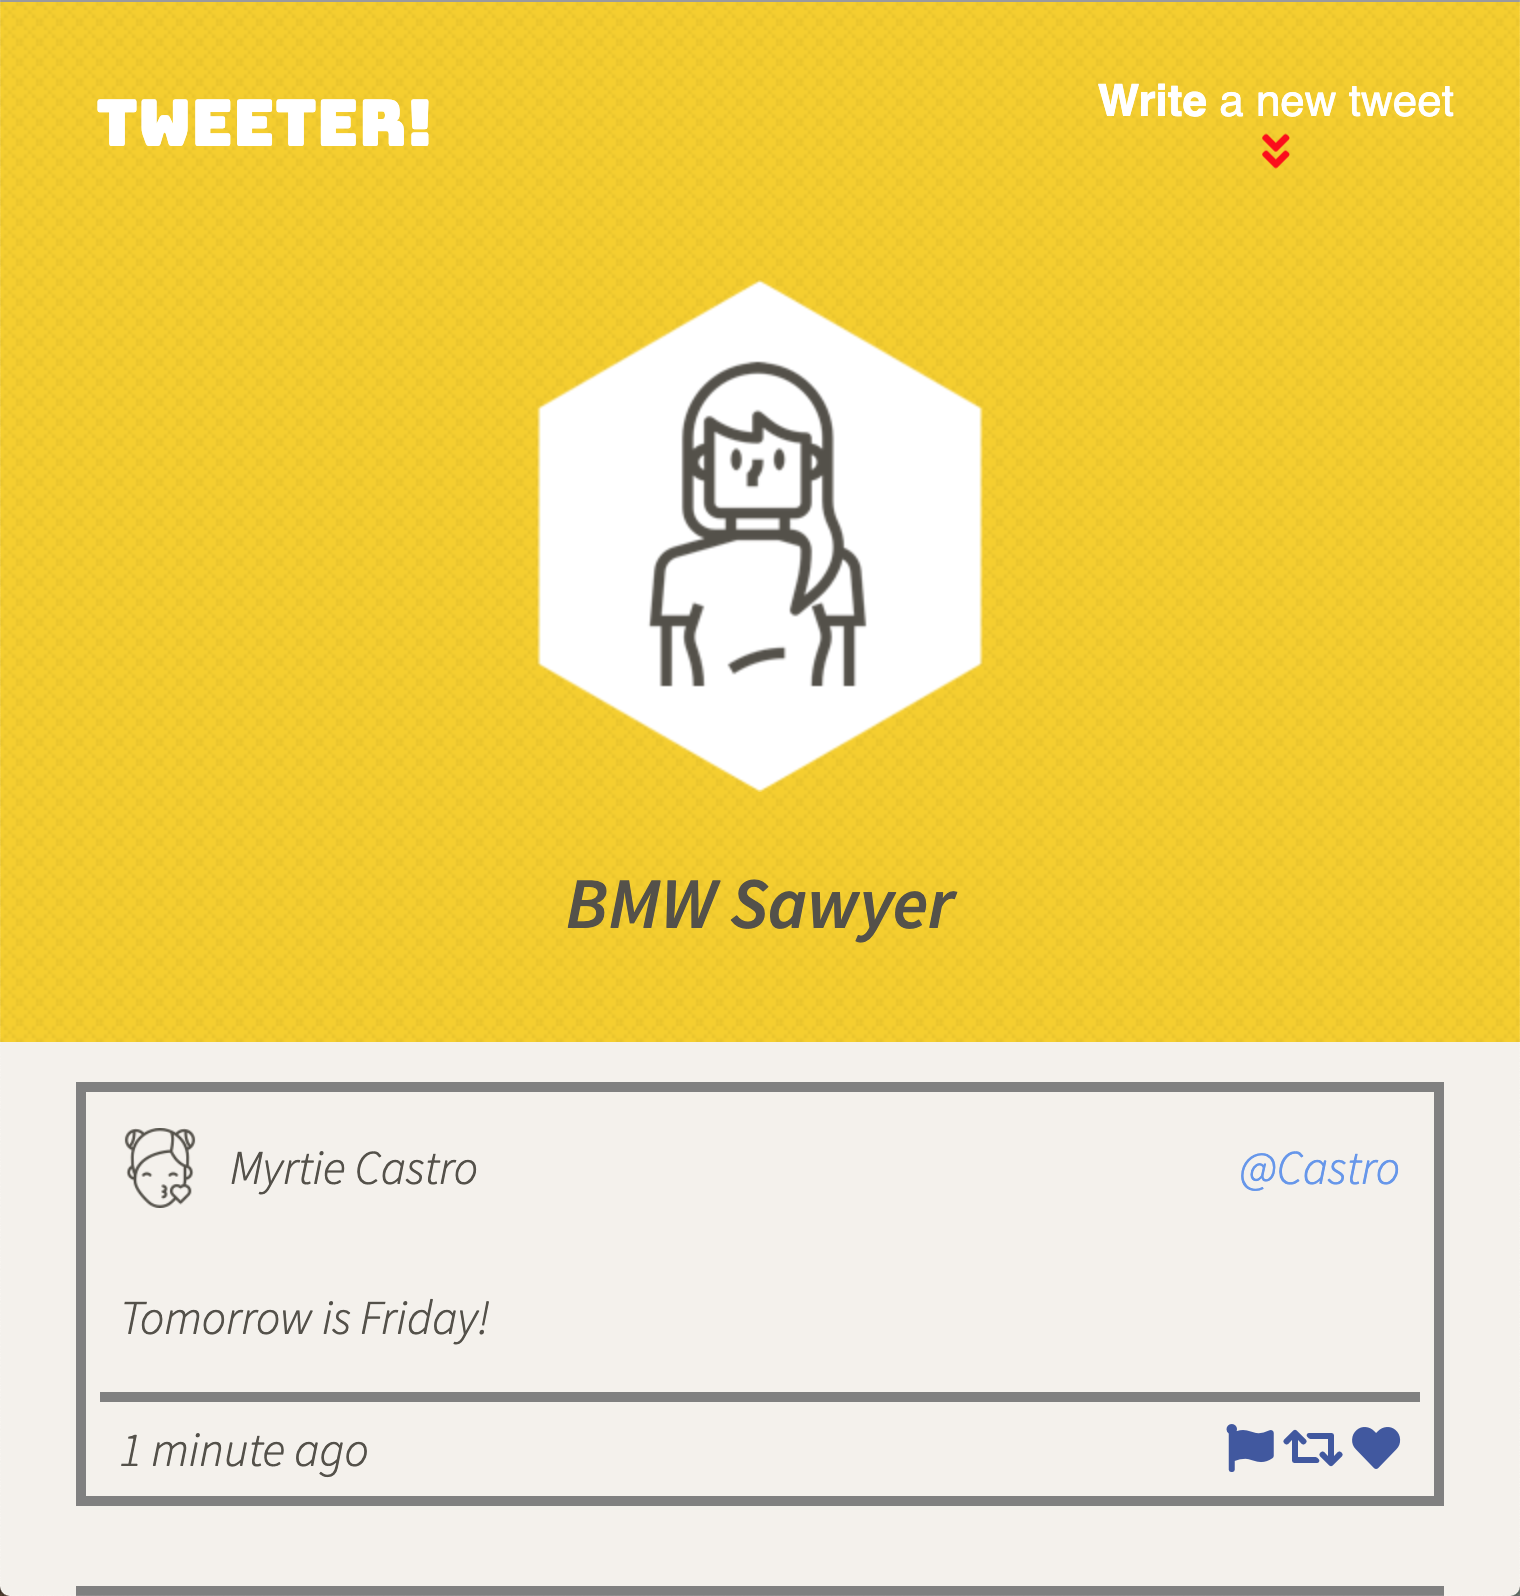 TWEETER!
Write a new tweet
BMW Sawyer
Myrtie Castro
@Castro
Tomorrow is Friday!
1 minute ago